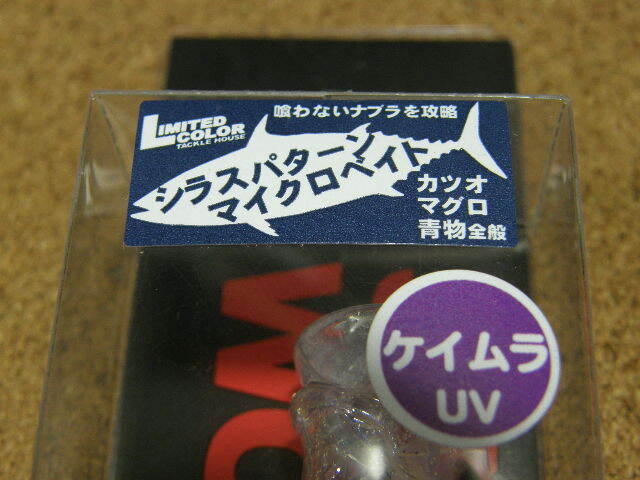 LIMITED
COLOR
TACKLE HOUSE
喰わないナブラを攻略
シラスパターン
マイクロベイト
カツオ
マグロ
青物全般
ケイムラ
UV